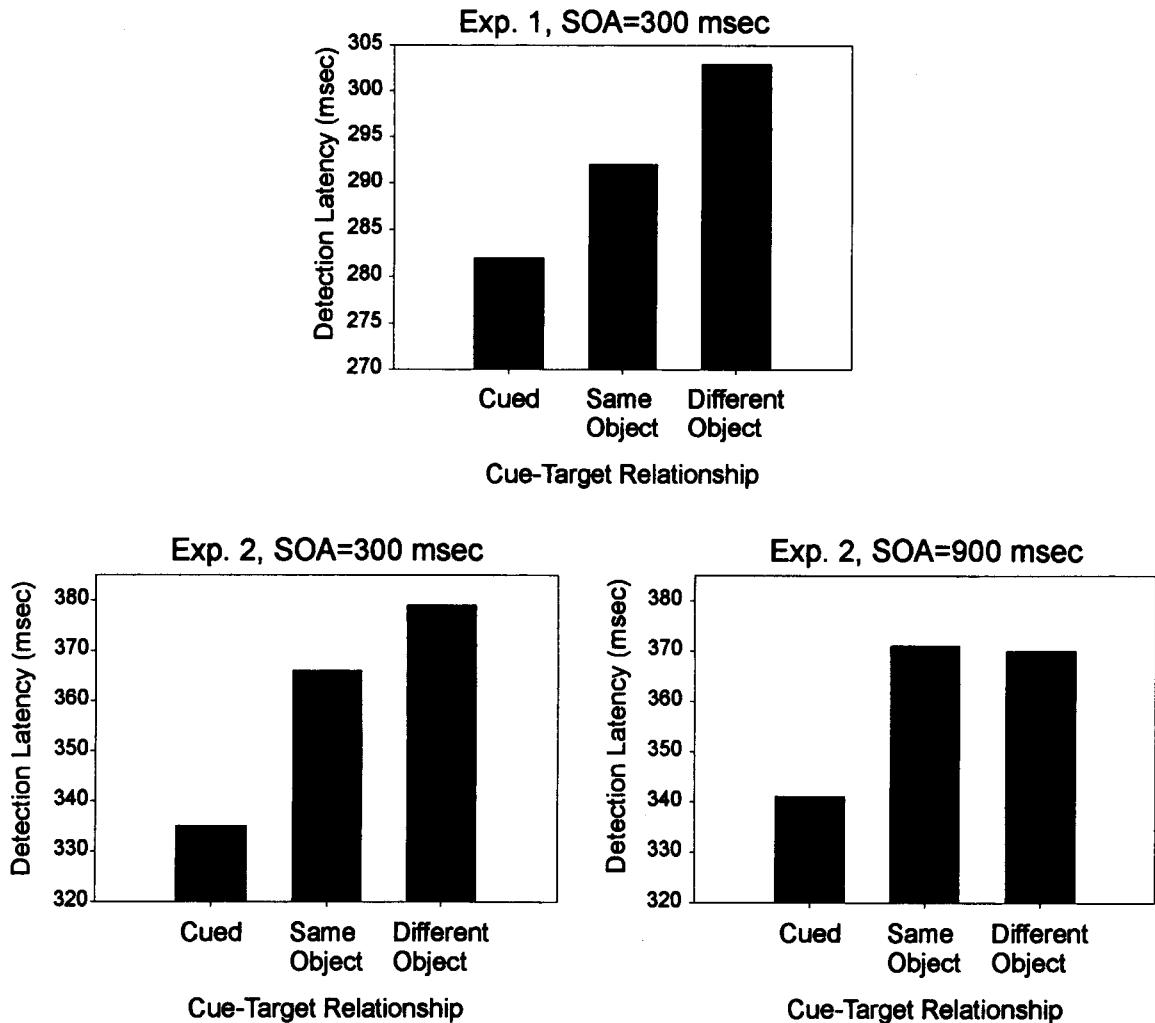 Exp. 1, SOA=300 msec
Detection Latency (msec)
305
300
295
290
285
280
275
270
Cued
Same
Object
Different
Object
Cue-Target Relationship
Exp. 2, SOA=300 msec
Detection Latency (msec)
380
370
360
350
340
330
320
Cued
Same
Object
Different
Object
Cue-Target Relationship
Exp. 2, SOA=900 msec
Detection Latency (msec)
380
370
360
350
340
330
320
Cued
Same
Object
Different
Object
Cue-Target Relationship